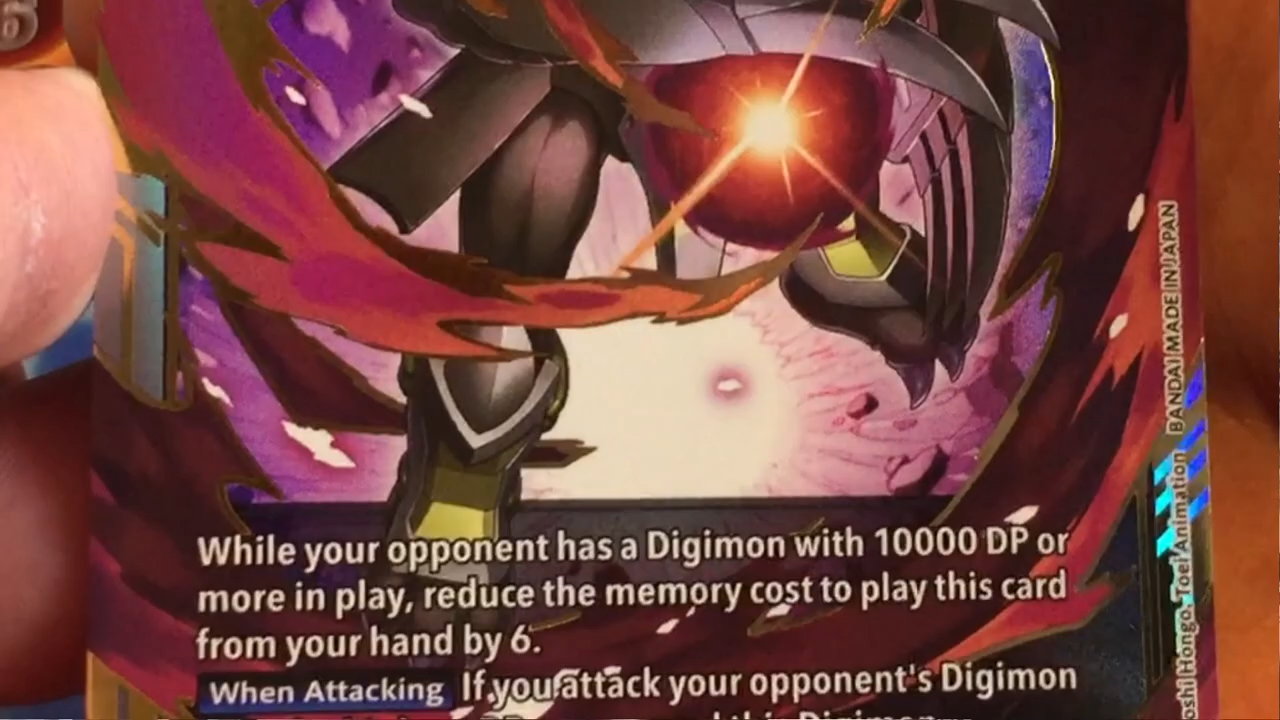 6
While your opponent has a Digimon with 10000 DP or
more in play, reduce the memory cost to play this card
from your hand by 6.
When Attacking If you attack your opponent's Digimon
Hongo, Toei Animation BANDAI MADE IN JAPAN